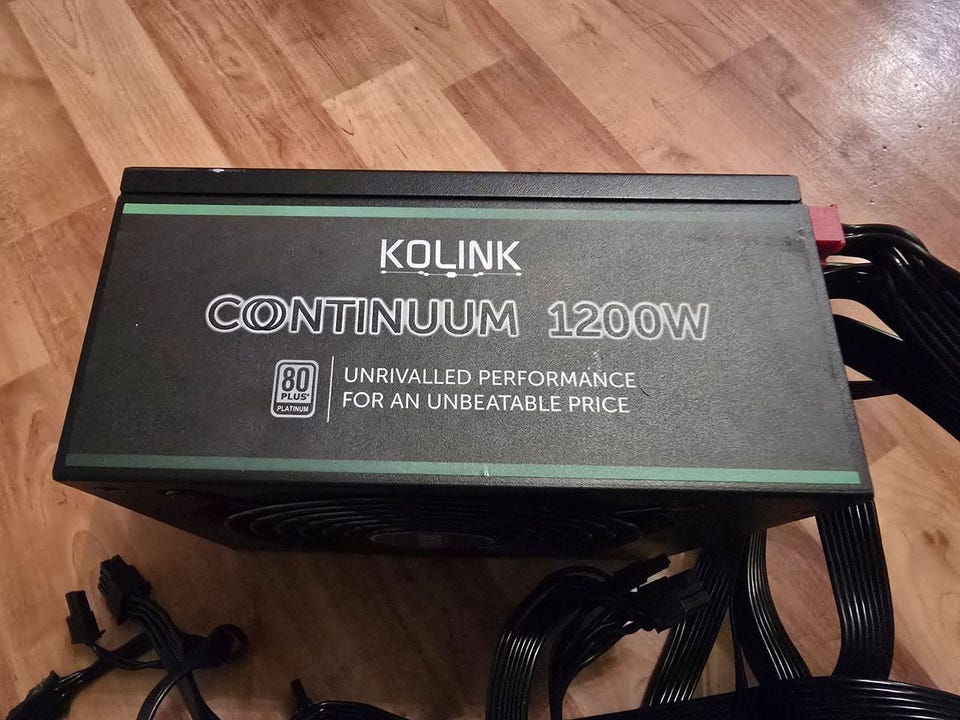 KOLINK
CONTINUUM 1200W
80
PLUS
PLATINUM
UNRIVALLED PERFORMANCE
FOR AN UNBEATABLE PRICE